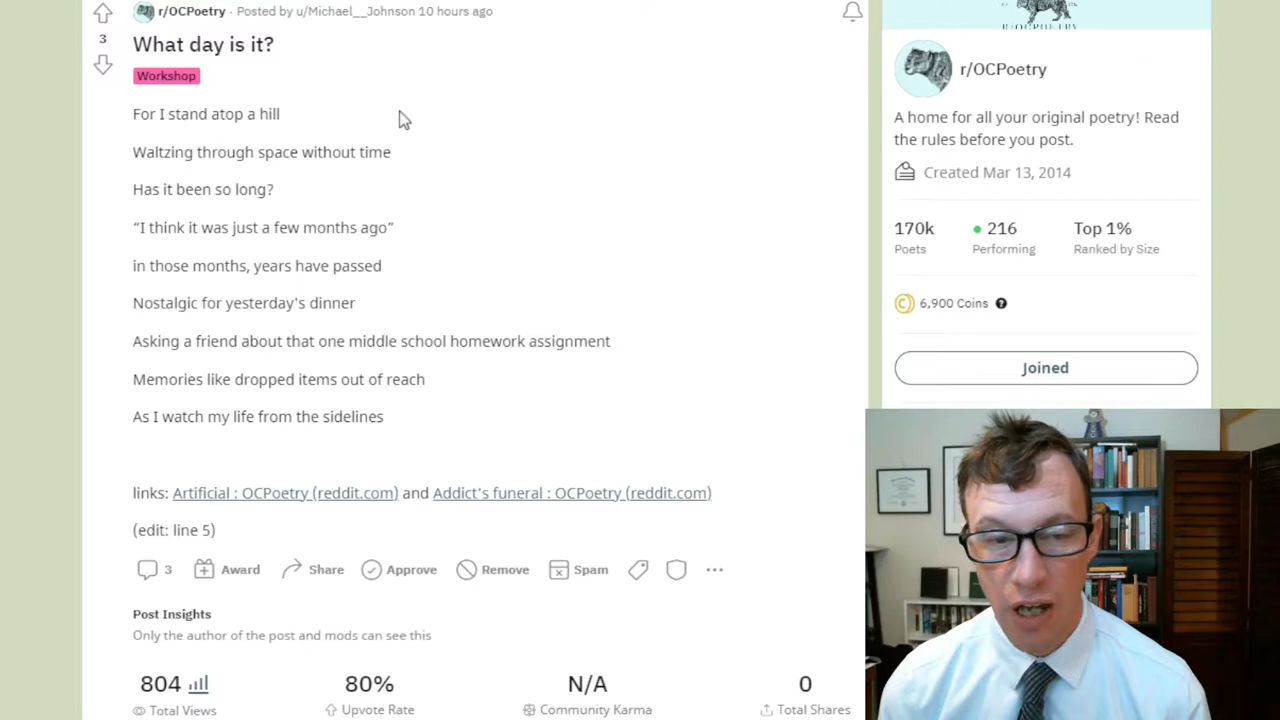 r/OCPoetry · Posted by u/Michael__Johnson 10 hours ago
3
What day is it?
Workshop
For I stand atop a hill
Waltzing through space without time
Has it been so long?
“I think it was just a few months ago”
in those months, years have passed
Nostalgic for yesterday's dinner
Asking a friend about that one middle school homework assignment
Memories like dropped items out of reach
As I watch my life from the sidelines
links: Artificial : OCPoetry (reddit.com) and Addict's funeral : OCPoetry (reddit.com)
(edit: line 5)
3 Award Share Approve Remove Spam ...
Post Insights
Only the author of the post and mods can see this
804 80% N/A 0
Total Views Upvote Rate Community Karma Total Shares
R/OCPOETRY
r/OCPoetry
A home for all your original poetry! Read
the rules before you post.
Created Mar 13, 2014
170k 216 Top 1%
Poets Performing Ranked by Size
6,900 Coins ?
Joined